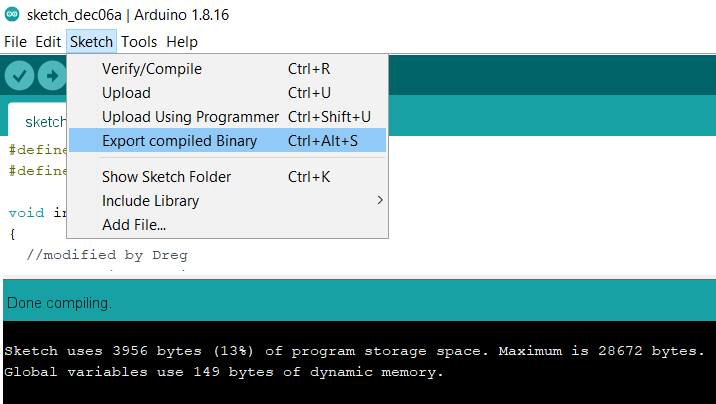 sketch_dec06a | Arduino 1.8.16
File Edit Sketch Tools Help
Verify/Compile Ctrl+R
Upload Ctrl+U
Upload Using Programmer Ctrl+Shift+U
Export compiled Binary Ctrl+Alt+S
Show Sketch Folder Ctrl+K
Include Library
Add File...
sketch
#define
#define
void in
{
//modified by Dreg
Done compiling.
Sketch uses 3956 bytes (13%) of program storage space. Maximum is 28672 bytes.
Global variables use 149 bytes of dynamic memory.